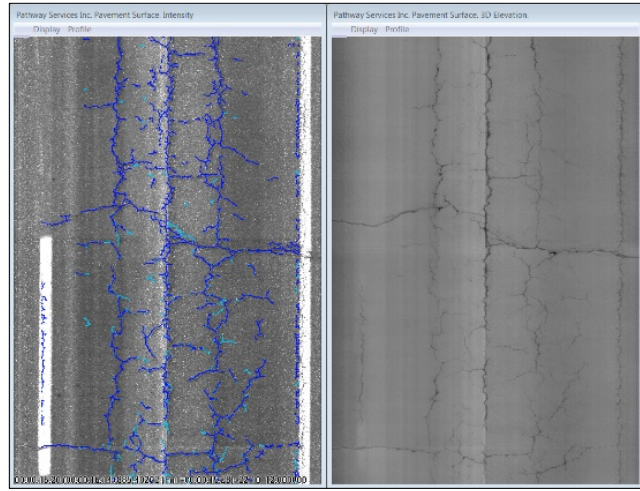 Pathway Services Inc. Pavement Surface. Intensity
Display Profile
Pathway Services Inc. Pavement Surface. 3D Elevation.
Display Profile